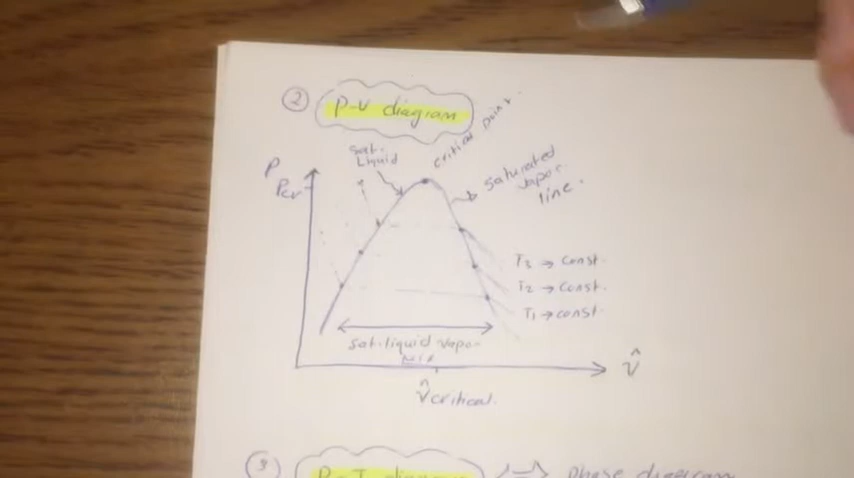 2 P-V diagram
critical point.
Sat. Liquid
saturated
vapor
line.
P
Pcr
T3 → const.
T2 → const.
T1 → const.
sat-liquid vapor
mix
v̂
v̂critical.
3 P-T diagram ⟺ phase diagram